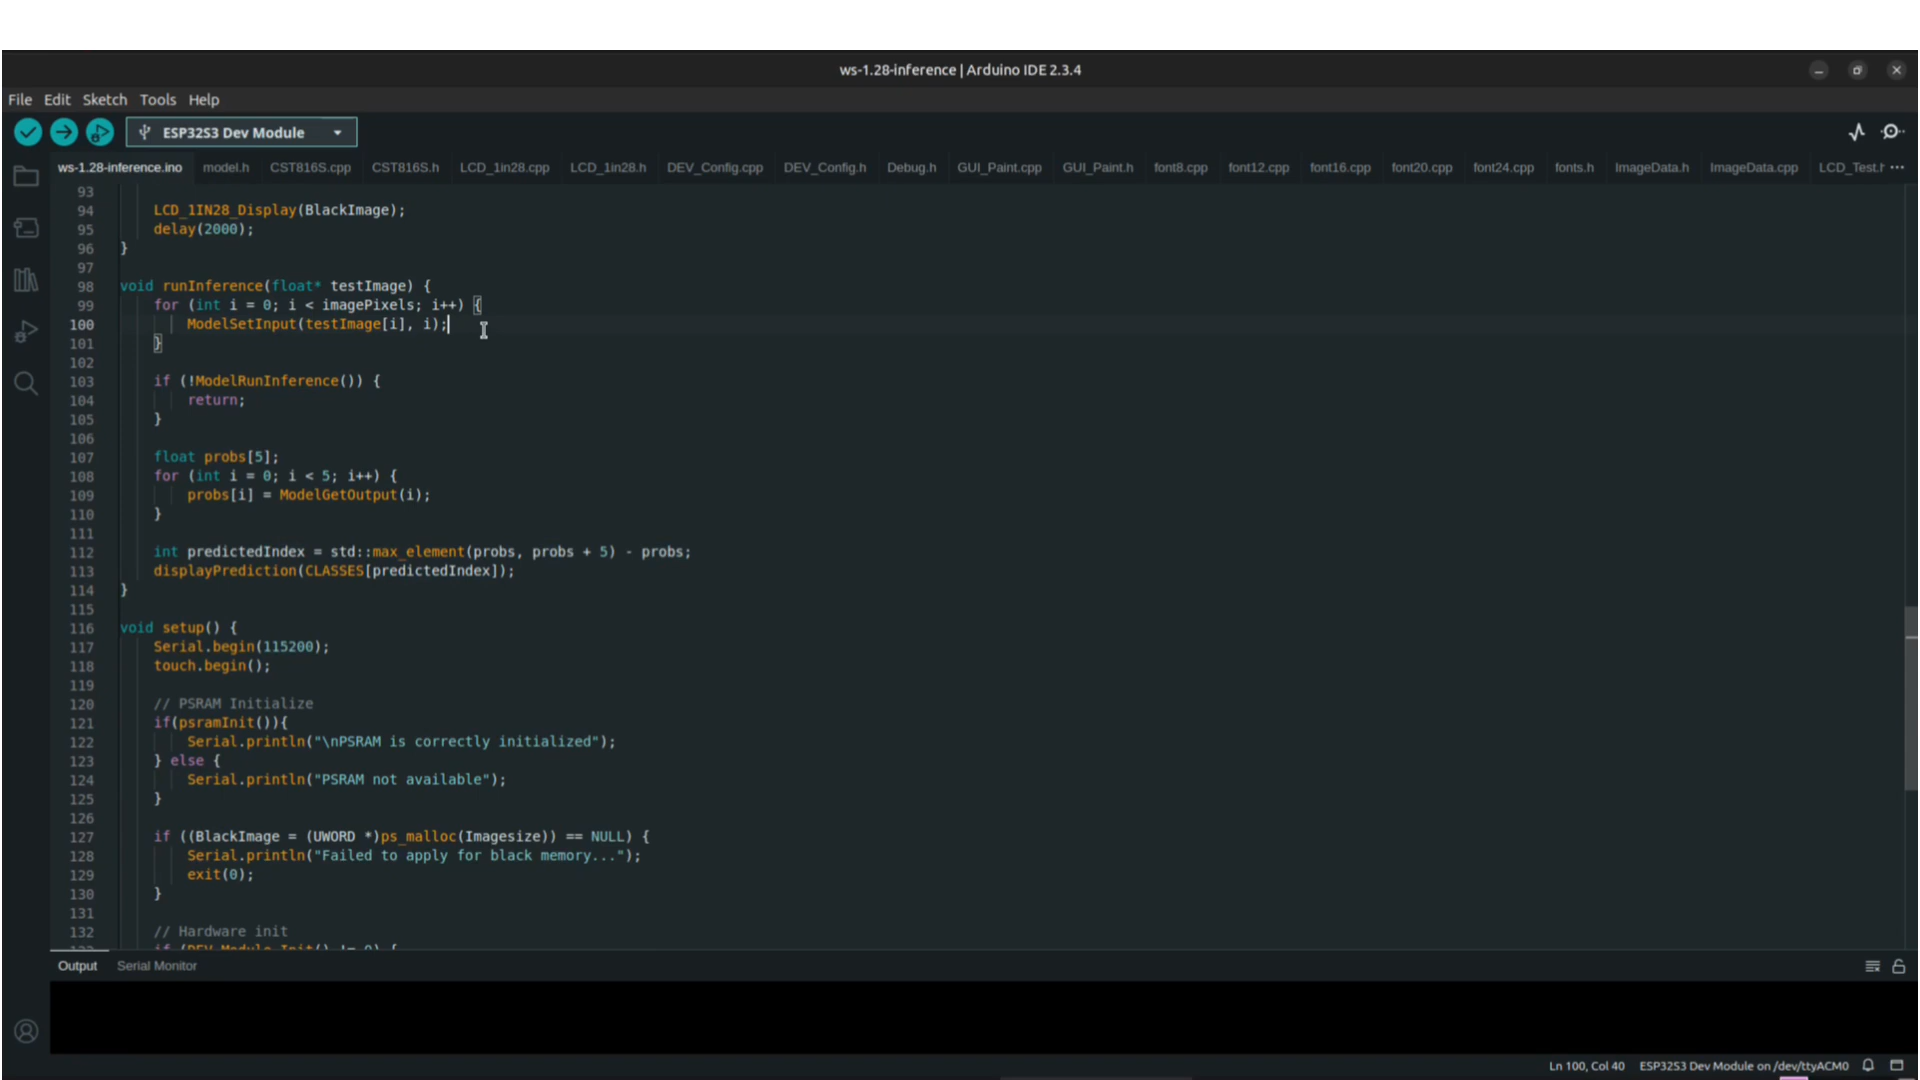 ws-1.28-inference | Arduino IDE 2.3.4
File Edit Sketch Tools Help
ESP32S3 Dev Module
ws-1.28-inference.ino model.h CST816S.cpp CST816S.h LCD_1in28.cpp LCD_1in28.h DEV_Config.cpp DEV_Config.h Debug.h GUI_Paint.cpp GUI_Paint.h font8.cpp font12.cpp font16.cpp font20.cpp font24.cpp fonts.h ImageData.h ImageData.cpp LCD_Test.h ...
93
94 LCD_1IN28_Display(BlackImage);
95 delay(2000);
96 }
97
98 void runInference(float* testImage) {
99 for (int i = 0; i < imagePixels; i++) {
100 ModelSetInput(testImage[i], i);
101 }
102
103 if (!ModelRunInference()) {
104 return;
105 }
106
107 float probs[5];
108 for (int i = 0; i < 5; i++) {
109 probs[i] = ModelGetOutput(i);
110 }
111
112 int predictedIndex = std::max_element(probs, probs + 5) - probs;
113 displayPrediction(CLASSES[predictedIndex]);
114 }
115
116 void setup() {
117 Serial.begin(115200);
118 touch.begin();
119
120 // PSRAM Initialize
121 if(psramInit()){
122 Serial.println("\nPSRAM is correctly initialized");
123 } else {
124 Serial.println("PSRAM not available");
125 }
126
127 if ((BlackImage = (UWORD *)ps_malloc(Imagesize)) == NULL) {
128 Serial.println("Failed to apply for black memory...");
129 exit(0);
130 }
131
132 // Hardware init
133 if (DEV_Module_Init() != 0) {
Output Serial Monitor
Ln 100, Col 40 ESP32S3 Dev Module on /dev/ttyACM0